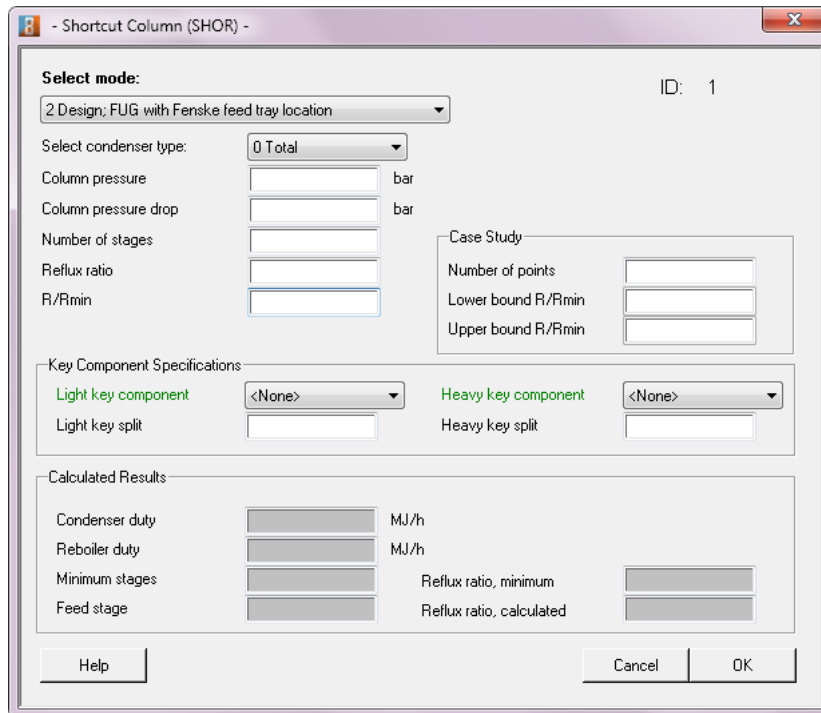 - Shortcut Column (SHOR) -
Select mode:
ID: 1
2 Design; FUG with Fenske feed tray location
Select condenser type: 0 Total
Column pressure bar
Column pressure drop bar
Number of stages
Reflux ratio
R/Rmin
Case Study
Number of points
Lower bound R/Rmin
Upper bound R/Rmin
Key Component Specifications
Light key component <None> Heavy key component <None>
Light key split Heavy key split
Calculated Results
Condenser duty MJ/h
Reboiler duty MJ/h
Minimum stages Reflux ratio, minimum
Feed stage Reflux ratio, calculated
Help Cancel OK